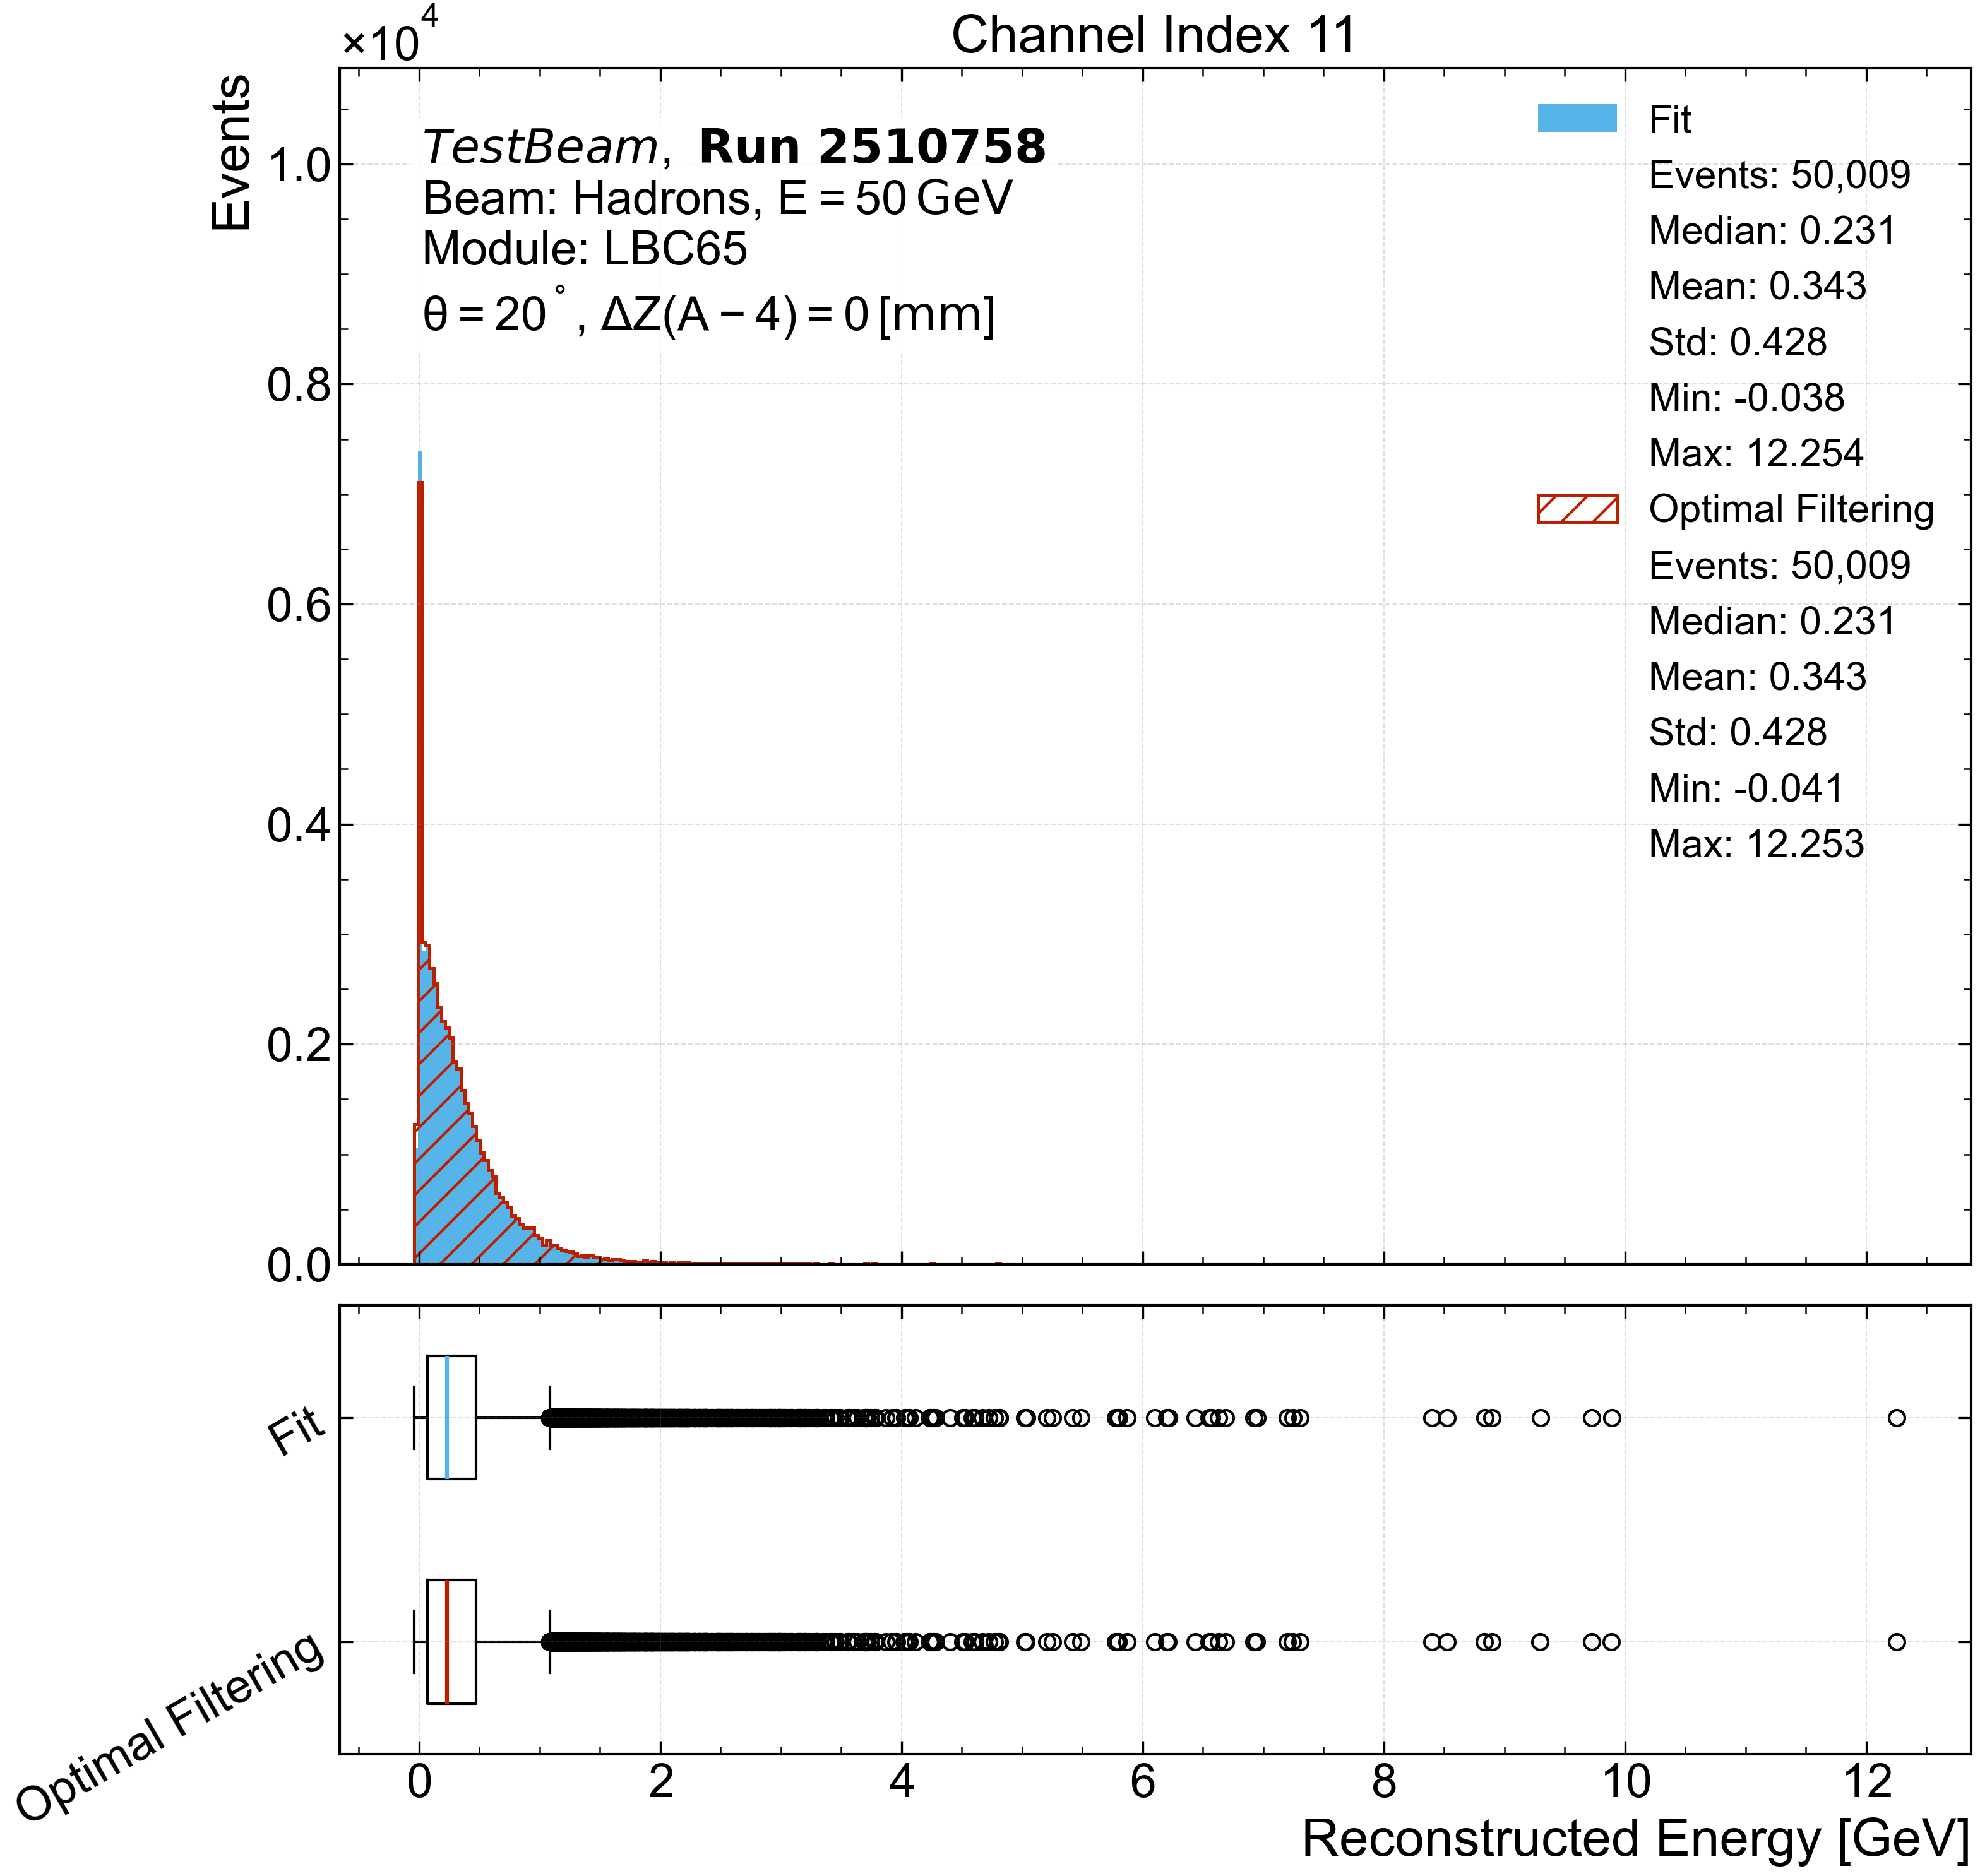 Channel Index 11
×10⁴
Events
TestBeam, Run 2510758
Beam: Hadrons, E = 50 GeV
Module: LBC65
θ = 20°, ΔZ(A − 4) = 0 [mm]
Fit
Events: 50,009
Median: 0.231
Mean: 0.343
Std: 0.428
Min: -0.038
Max: 12.254
Optimal Filtering
Events: 50,009
Median: 0.231
Mean: 0.343
Std: 0.428
Min: -0.041
Max: 12.253
1.0
0.8
0.6
0.4
0.2
0.0
Fit
Optimal Filtering
0 2 4 6 8 10 12
Reconstructed Energy [GeV]